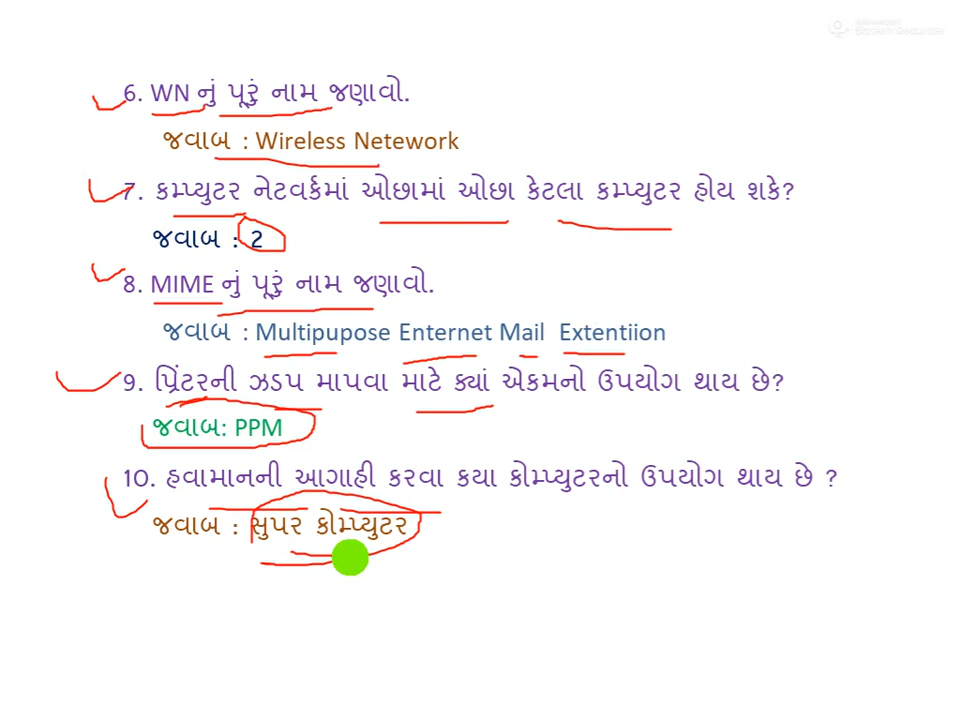 6. WN નું પૂરું નામ જણાવો.
જવાબ : Wireless Netework
7. કમ્પ્યુટર નેટવર્કમાં ઓછામાં ઓછા કેટલા કમ્પ્યુટર હોય શકે?
જવાબ : 2
8. MIME નું પૂરું નામ જણાવો.
જવાબ : Multipupose Enternet Mail Extentiion
9. પ્રિંટરની ઝડપ માપવા માટે ક્યાં એકમનો ઉપયોગ થાય છે?
જવાબ: PPM
10. હવામાનની આગાહી કરવા કયા કોમ્પ્યુટરનો ઉપયોગ થાય છે ?
જવાબ : સુપર કોમ્પ્યુટર